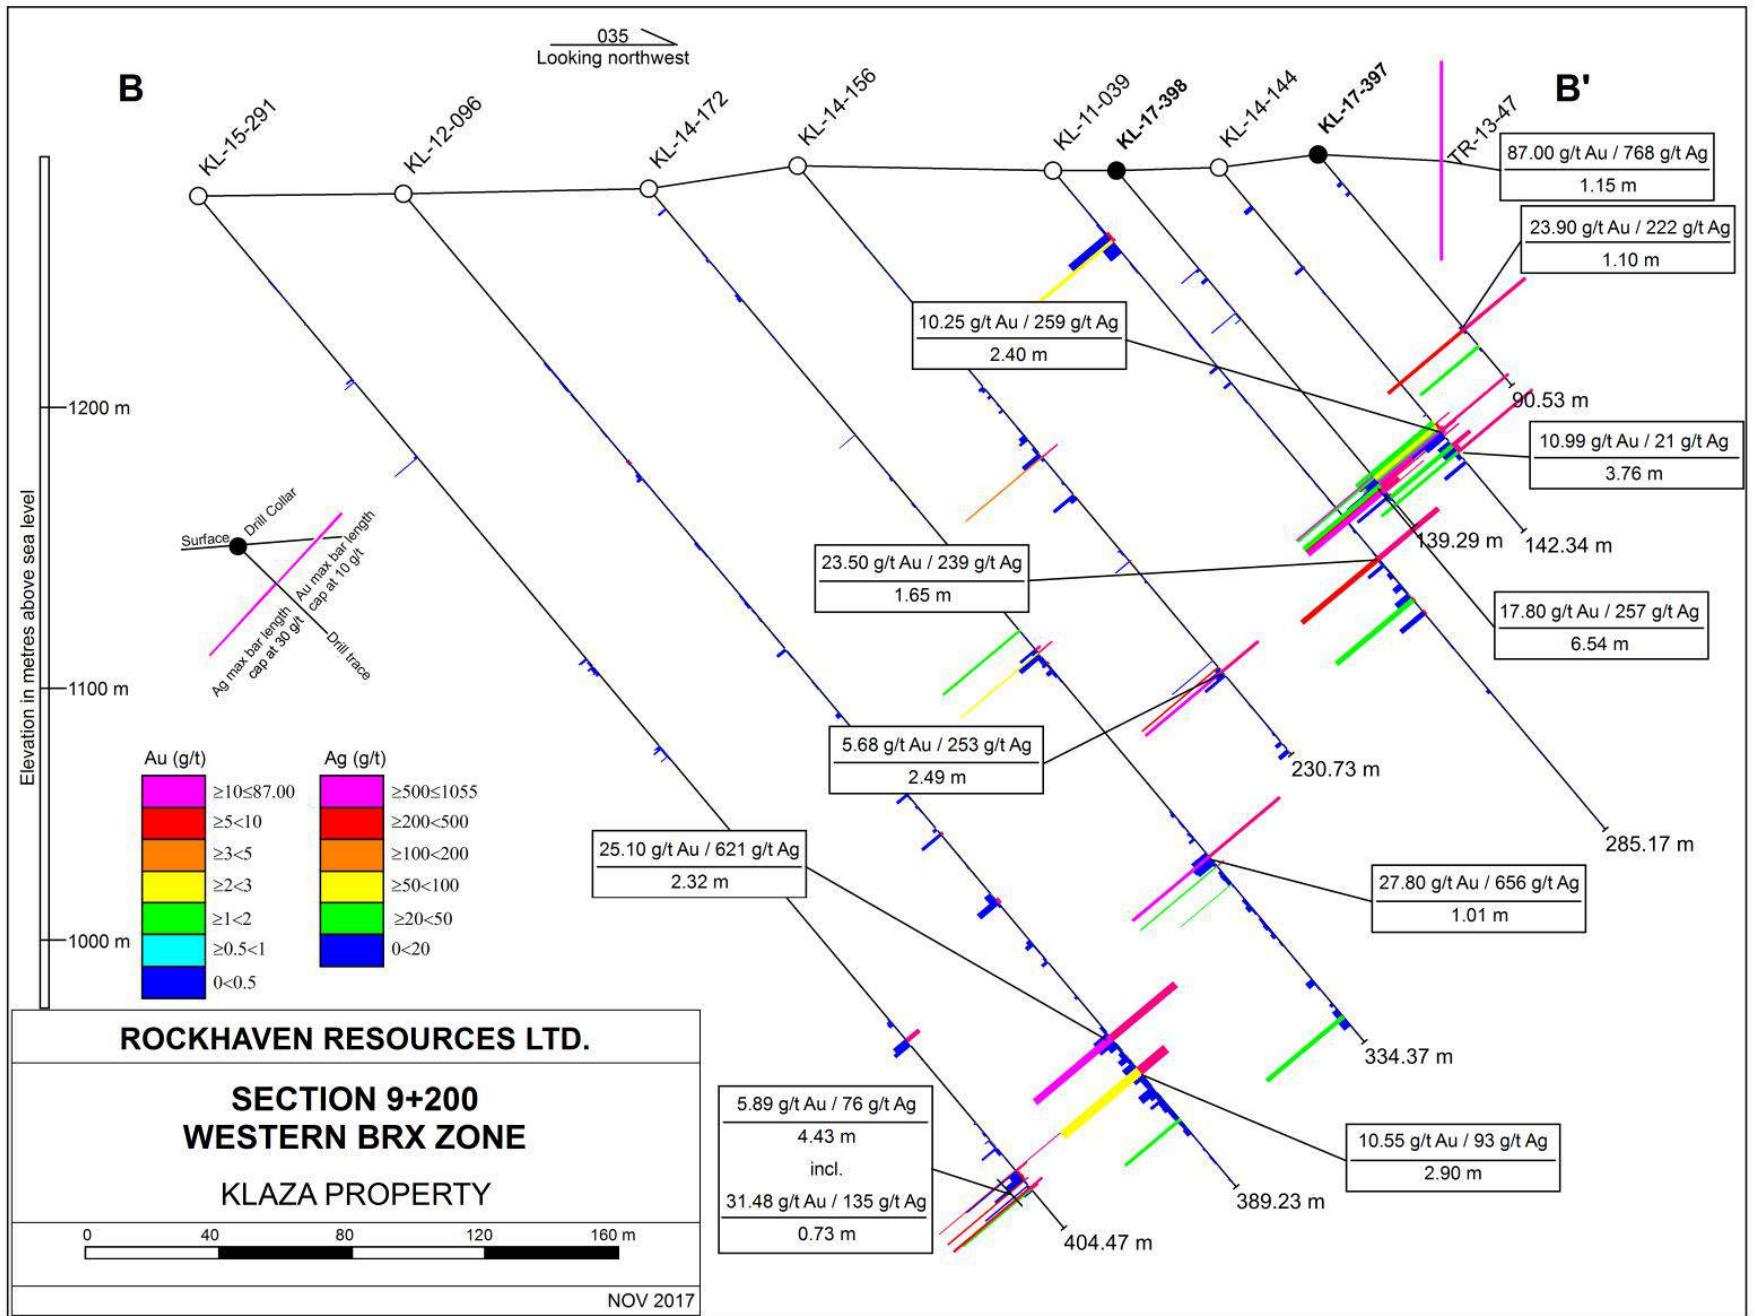 035
Looking northwest
B
B'
KL-15-291
KL-12-096
KL-14-172
KL-14-156
KL-11-039
KL-17-398
KL-14-144
KL-17-397
TR-13-47
87.00 g/t Au / 768 g/t Ag
1.15 m
23.90 g/t Au / 222 g/t Ag
1.10 m
10.25 g/t Au / 259 g/t Ag
2.40 m
90.53 m
1200 m
10.99 g/t Au / 21 g/t Ag
3.76 m
139.29 m
142.34 m
Surface
Drill Collar
Au max bar length
cap at 10 g/t
Ag max bar length
cap at 30 g/t
Drill trace
23.50 g/t Au / 239 g/t Ag
1.65 m
17.80 g/t Au / 257 g/t Ag
6.54 m
Elevation in metres above sea level
1100 m
5.68 g/t Au / 253 g/t Ag
2.49 m
230.73 m
Au (g/t)
≥10≤87.00
≥5<10
≥3<5
≥2<3
≥1<2
≥0.5<1
0<0.5
Ag (g/t)
≥500≤1055
≥200<500
≥100<200
≥50<100
≥20<50
0<20
285.17 m
25.10 g/t Au / 621 g/t Ag
2.32 m
27.80 g/t Au / 656 g/t Ag
1.01 m
1000 m
334.37 m
5.89 g/t Au / 76 g/t Ag
4.43 m
incl.
31.48 g/t Au / 135 g/t Ag
0.73 m
10.55 g/t Au / 93 g/t Ag
2.90 m
389.23 m
404.47 m
ROCKHAVEN RESOURCES LTD.
SECTION 9+200
WESTERN BRX ZONE
KLAZA PROPERTY
0 40 80 120 160 m
NOV 2017